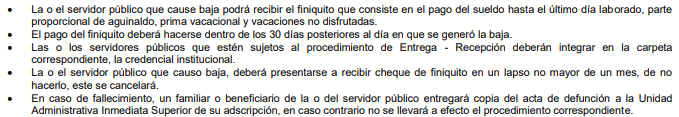 • La o el servidor público que cause baja podrá recibir el finiquito que consiste en el pago del sueldo hasta el último día laborado, parte
proporcional de aguinaldo, prima vacacional y vacaciones no disfrutadas.
• El pago del finiquito deberá hacerse dentro de los 30 días posteriores al día en que se generó la baja.
• Las o los servidores públicos que estén sujetos al procedimiento de Entrega - Recepción deberán integrar en la carpeta
correspondiente, la credencial institucional.
• La o el servidor público que causo baja, deberá presentarse a recibir cheque de finiquito en un lapso no mayor de un mes, de no
hacerlo, este se cancelará.
• En caso de fallecimiento, un familiar o beneficiario de la o del servidor público entregará copia del acta de defunción a la Unidad
Administrativa Inmediata Superior de su adscripción, en caso contrario no se llevará a efecto el procedimiento correspondiente.